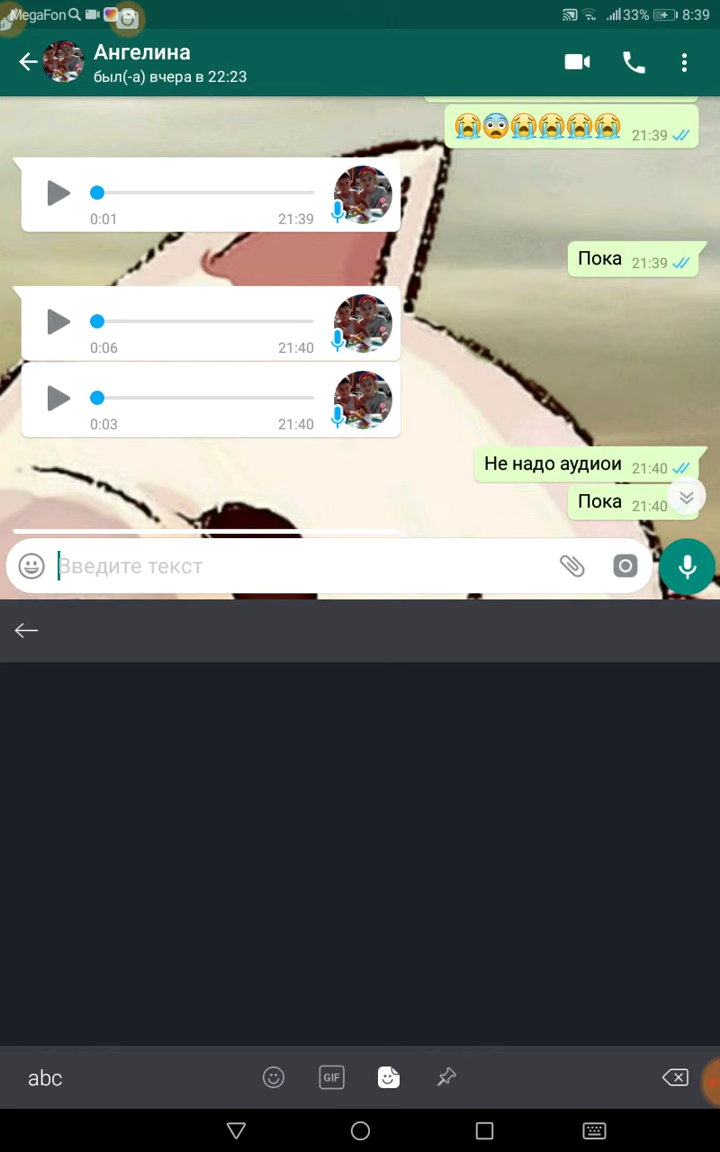 MegaFon 33% 8:39
Ангелина
был(-а) вчера в 22:23
😭😨😭😭😭😭 21:39
0:01 21:39
Пока 21:39
0:06 21:40
0:03 21:40
Не надо аудиои 21:40
Пока 21:40
Введите текст
abc GIF